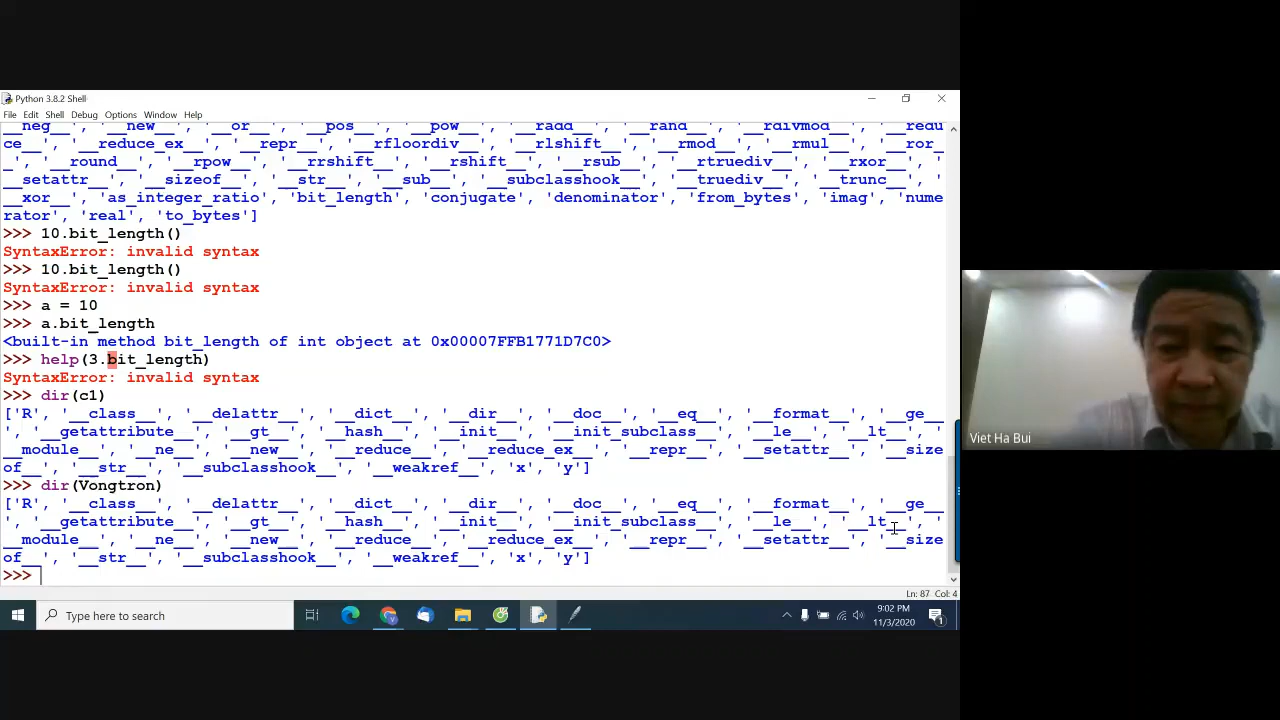 Python 3.8.2 Shell
File Edit Shell Debug Options Window Help
__neg__', '__new__', '__or__', '__pos__', '__pow__', '__radd__', '__rand__', '__rdivmod__', '__redu
ce__', '__reduce_ex__', '__repr__', '__rfloordiv__', '__rlshift__', '__rmod__', '__rmul__', '__ror_
_', '__round__', '__rpow__', '__rrshift__', '__rshift__', '__rsub__', '__rtruediv__', '__rxor__', '
__setattr__', '__sizeof__', '__str__', '__sub__', '__subclasshook__', '__truediv__', '__trunc__', '
__xor__', 'as_integer_ratio', 'bit_length', 'conjugate', 'denominator', 'from_bytes', 'imag', 'nume
rator', 'real', 'to_bytes']
>>> 10.bit_length()
SyntaxError: invalid syntax
>>> 10.bit_length()
SyntaxError: invalid syntax
>>> a = 10
>>> a.bit_length
<built-in method bit_length of int object at 0x00007FFB1771D7C0>
>>> help(3.bit_length)
SyntaxError: invalid syntax
>>> dir(c1)
['R', '__class__', '__delattr__', '__dict__', '__dir__', '__doc__', '__eq__', '__format__', '__ge__
', '__getattribute__', '__gt__', '__hash__', '__init__', '__init_subclass__', '__le__', '__lt__', '
__module__', '__ne__', '__new__', '__reduce__', '__reduce_ex__', '__repr__', '__setattr__', '__size
of__', '__str__', '__subclasshook__', '__weakref__', 'x', 'y']
>>> dir(Vongtron)
['R', '__class__', '__delattr__', '__dict__', '__dir__', '__doc__', '__eq__', '__format__', '__ge__
', '__getattribute__', '__gt__', '__hash__', '__init__', '__init_subclass__', '__le__', '__lt__', '
__module__', '__ne__', '__new__', '__reduce__', '__reduce_ex__', '__repr__', '__setattr__', '__size
of__', '__str__', '__subclasshook__', '__weakref__', 'x', 'y']
>>>
Ln: 87 Col: 4
Type here to search
9:02 PM
11/3/2020
1
Viet Ha Bui